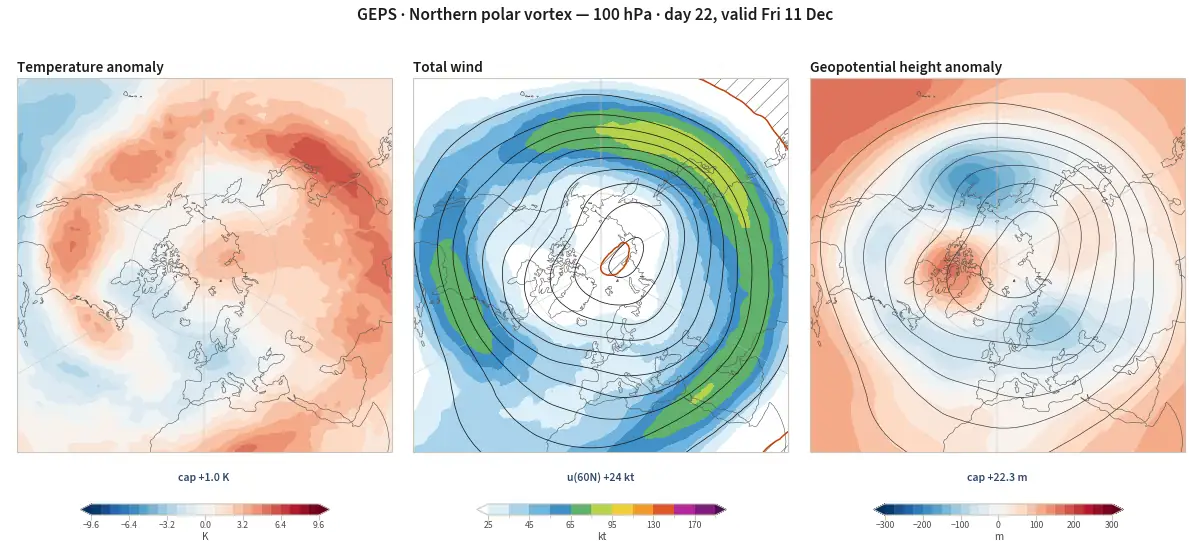 GEPS · Northern polar vortex — 100 hPa · day 22, valid Fri 11 Dec
Temperature anomaly
Total wind
Geopotential height anomaly
cap +1.0 K
u(60N) +24 kt
cap +22.3 m
−9.6 −6.4 −3.2 0.0 3.2 6.4 9.6
K
25 45 65 95 130 170
kt
−300 −200 −100 0 100 200 300
m